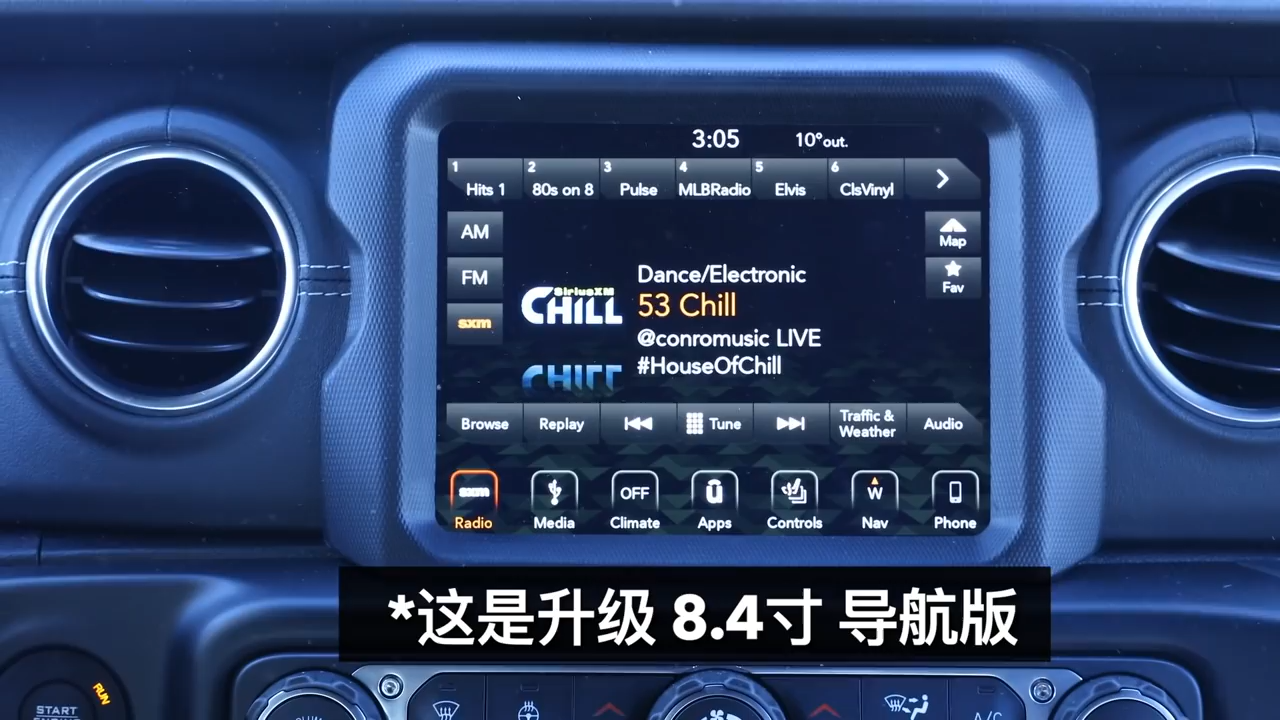 3:05 10°out.
1 Hits 1 2 80s on 8 3 Pulse 4 MLBRadio 5 Elvis 6 ClsVinyl
AM
Map
FM
Fav
sxm
SiriusXM
CHILL
Dance/Electronic
53 Chill
@conromusic LIVE
#HouseOfChill
Browse Replay Tune Traffic & Weather Audio
sxm OFF W
Radio Media Climate Apps Controls Nav Phone
*这是升级 8.4寸 导航版
RUN
START
A/C